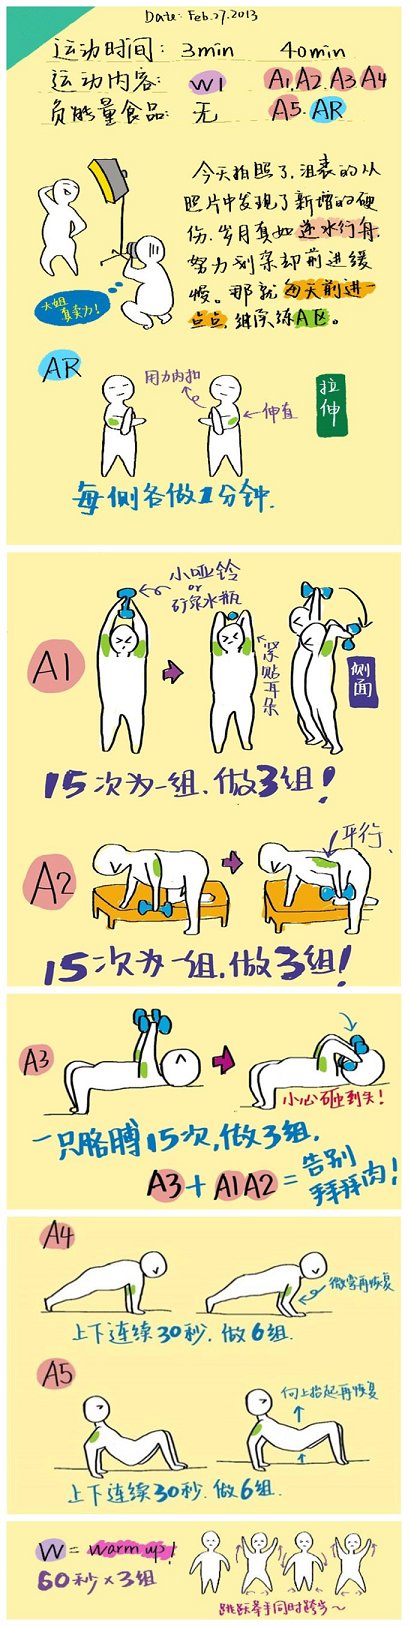 Date: Feb.27.2013
运动时间: 3min 40min
运动内容: W1 A1.A2.A3 A4
负能量食品: 无 A5.AR
今天拍照了,沮丧的从
照片中发现了新增的硬
伤,岁月真如逆水行舟,
努力划桨却前进缓
慢。那就每天前进一
点点,继续练A区。
大姐
真卖力!
AR
用力内扣
伸直
拉伸
每侧各做1分钟.
小哑铃
or
矿泉水瓶
A1
紧贴耳朵
侧面
15次为一组,做3组!
平行、
A2
15次为一组,做3组!
A3
小心砸到头!
一只胳膊15次,做3组,
A3+A1A2=告别
拜拜肉!
A4
微弯再恢复
上下连续30秒,做6组.
A5
向上抬起再恢复
上下连续30秒.做6组.
W = warm up!
60秒×3组
跳跃举手同时跨步~